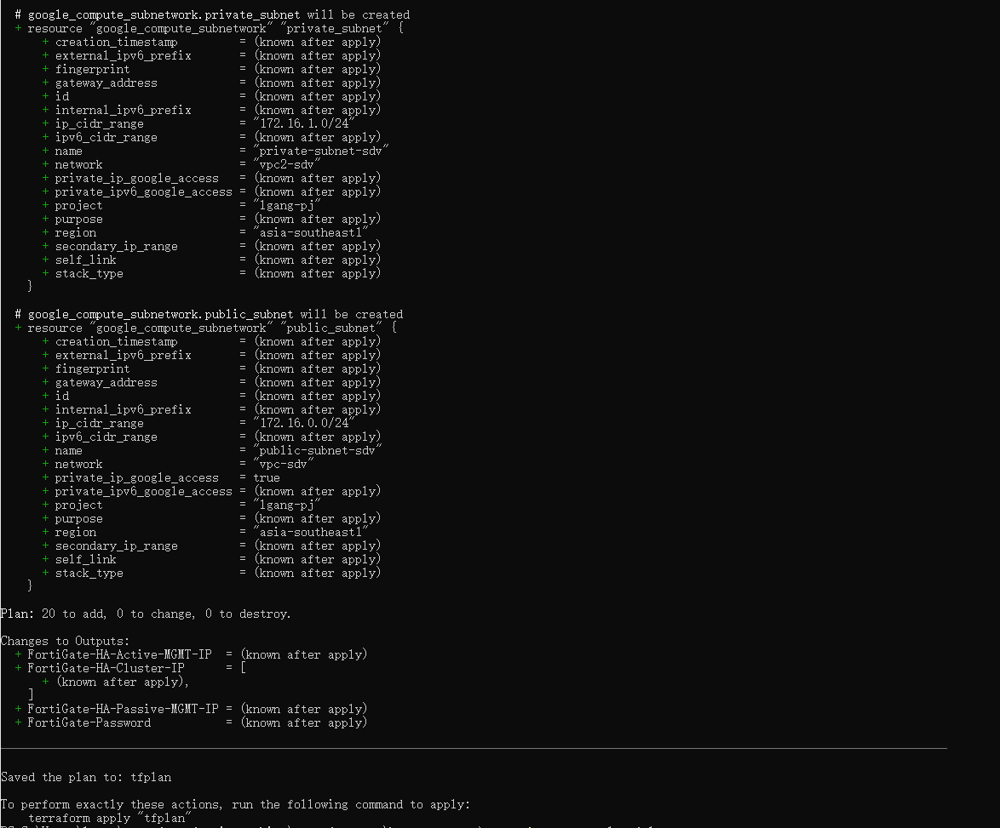 # google_compute_subnetwork.private_subnet will be created
+ resource "google_compute_subnetwork" "private_subnet" {
+ creation_timestamp = (known after apply)
+ external_ipv6_prefix = (known after apply)
+ fingerprint = (known after apply)
+ gateway_address = (known after apply)
+ id = (known after apply)
+ internal_ipv6_prefix = (known after apply)
+ ip_cidr_range = "172.16.1.0/24"
+ ipv6_cidr_range = (known after apply)
+ name = "private-subnet-sdv"
+ network = "vpc2-sdv"
+ private_ip_google_access = (known after apply)
+ private_ipv6_google_access = (known after apply)
+ project = "lgang-pj"
+ purpose = (known after apply)
+ region = "asia-southeast1"
+ secondary_ip_range = (known after apply)
+ self_link = (known after apply)
+ stack_type = (known after apply)
}
# google_compute_subnetwork.public_subnet will be created
+ resource "google_compute_subnetwork" "public_subnet" {
+ creation_timestamp = (known after apply)
+ external_ipv6_prefix = (known after apply)
+ fingerprint = (known after apply)
+ gateway_address = (known after apply)
+ id = (known after apply)
+ internal_ipv6_prefix = (known after apply)
+ ip_cidr_range = "172.16.0.0/24"
+ ipv6_cidr_range = (known after apply)
+ name = "public-subnet-sdv"
+ network = "vpc-sdv"
+ private_ip_google_access = true
+ private_ipv6_google_access = (known after apply)
+ project = "lgang-pj"
+ purpose = (known after apply)
+ region = "asia-southeast1"
+ secondary_ip_range = (known after apply)
+ self_link = (known after apply)
+ stack_type = (known after apply)
}
Plan: 20 to add, 0 to change, 0 to destroy.
Changes to Outputs:
+ FortiGate-HA-Active-MGMT-IP = (known after apply)
+ FortiGate-HA-Cluster-IP = [
+ (known after apply),
]
+ FortiGate-HA-Passive-MGMT-IP = (known after apply)
+ FortiGate-Password = (known after apply)
Saved the plan to: tfplan
To perform exactly these actions, run the following command to apply:
terraform apply "tfplan"